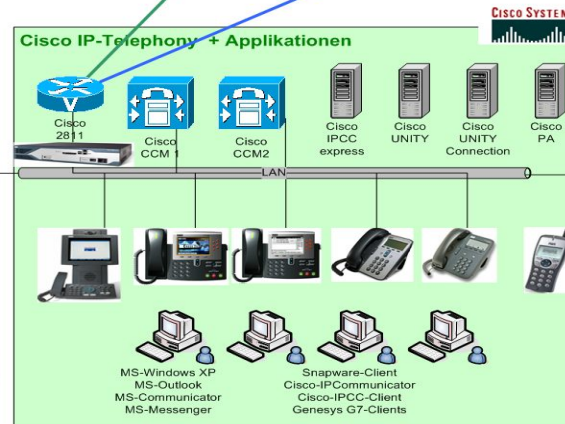 CISCO SYSTEM
Cisco IP-Telephony + Applikationen
V
Cisco
2811
Cisco
CCM 1
Cisco
CCM2
Cisco
IPCC
express
Cisco
UNITY
Cisco
UNITY
Connection
Cisco
PA
LAN
MS-Windows XP
MS-Outlook
MS-Communicator
MS-Messenger
Snapware-Client
Cisco-IPCommunicator
Cisco-IPCC-Client
Genesys G7-Clients